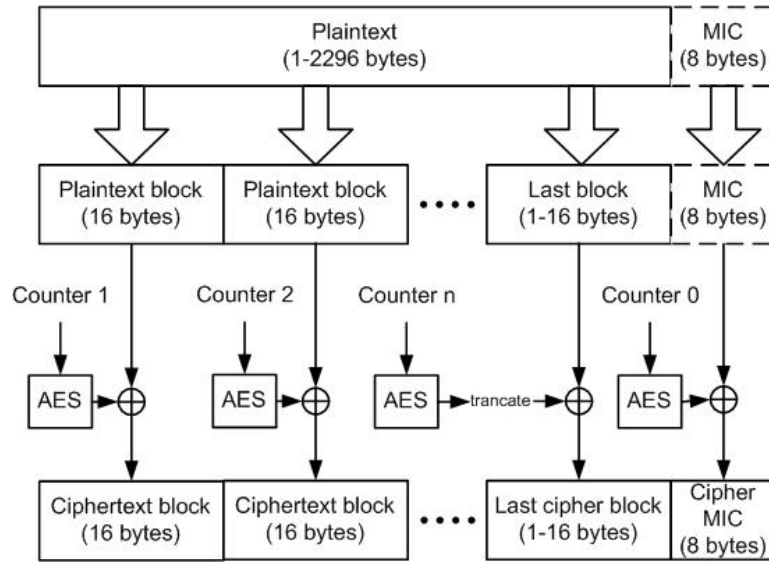 Plaintext
(1-2296 bytes)
MIC
(8 bytes)
Plaintext block
(16 bytes)
Plaintext block
(16 bytes)
Last block
(1-16 bytes)
MIC
(8 bytes)
Counter 1
Counter 2
Counter n
Counter 0
AES
AES
AES
trancate
AES
Ciphertext block
(16 bytes)
Ciphertext block
(16 bytes)
Last cipher block
(1-16 bytes)
Cipher
MIC
(8 bytes)